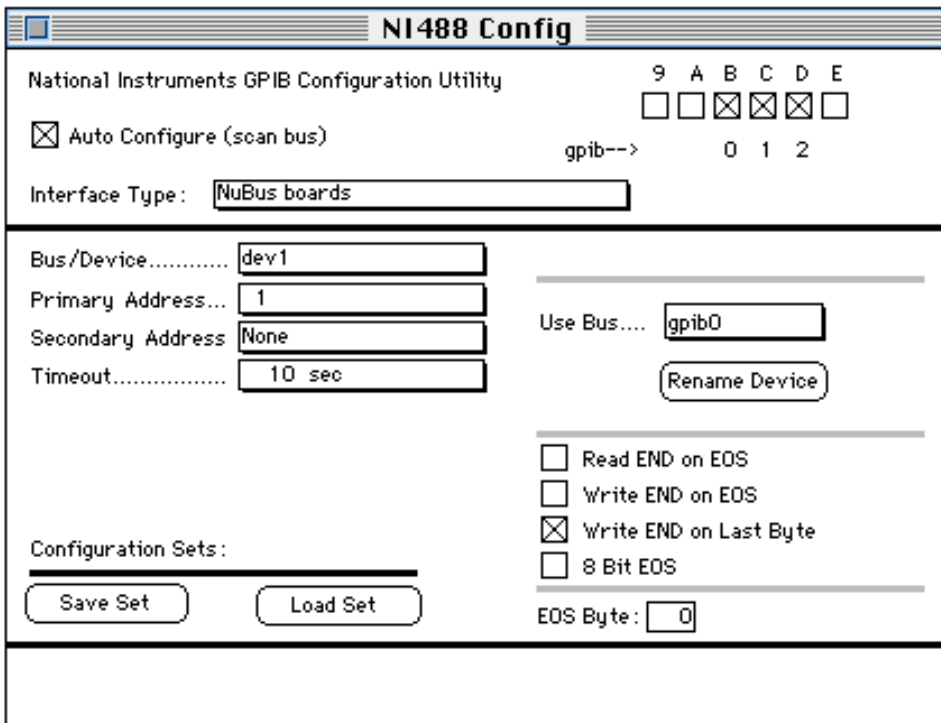 NI488 Config
National Instruments GPIB Configuration Utility
9 A B C D E
Auto Configure (scan bus)
gpib--> 0 1 2
Interface Type: NuBus boards
Bus/Device............ dev1
Primary Address... 1
Secondary Address None
Timeout................. 10 sec
Use Bus.... gpib0
Rename Device
Read END on EOS
Write END on EOS
Write END on Last Byte
8 Bit EOS
EOS Byte: 0
Configuration Sets:
Save Set
Load Set